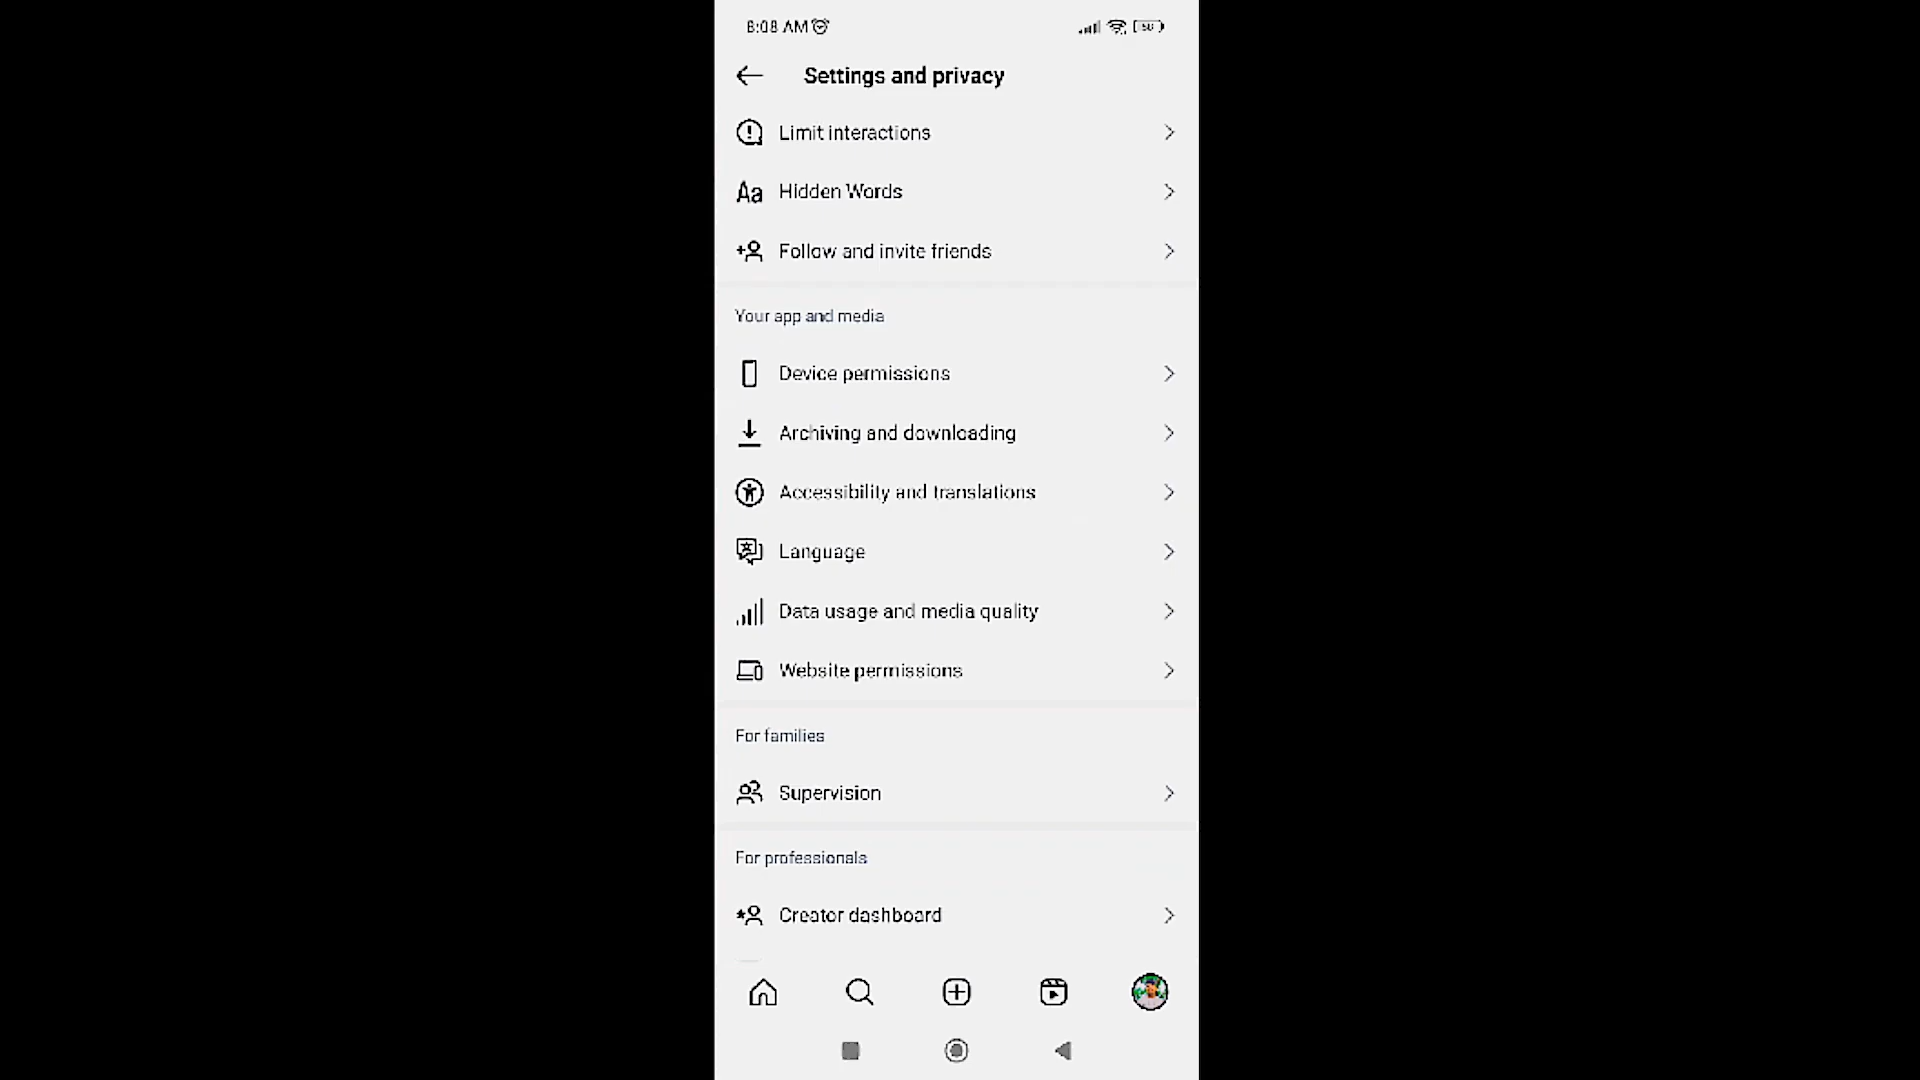 8:08 AM
Settings and privacy
Limit interactions
Aa Hidden Words
Follow and invite friends
Your app and media
Device permissions
Archiving and downloading
Accessibility and translations
Language
Data usage and media quality
Website permissions
For families
Supervision
For professionals
Creator dashboard